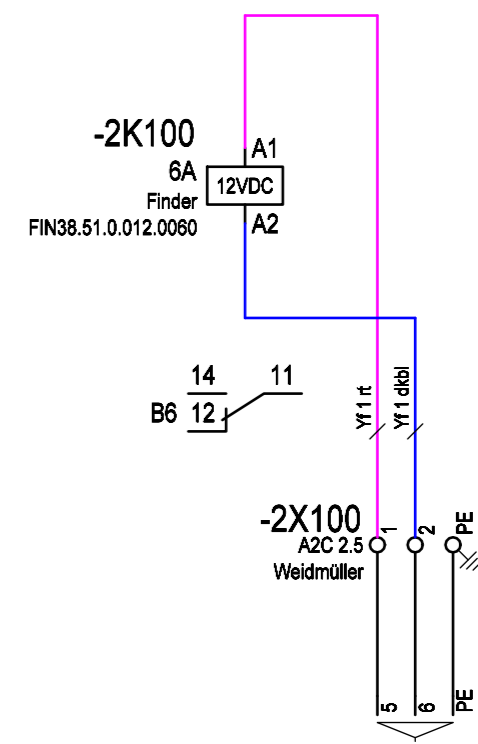 -2K100
A1
6A
12VDC
Finder
A2
FIN38.51.0.012.0060
14
11
B6
12
Yf 1 rt
Yf 1 dkbl
-2X100
1
2
PE
A2C 2.5
Weidmüller
5
6
PE